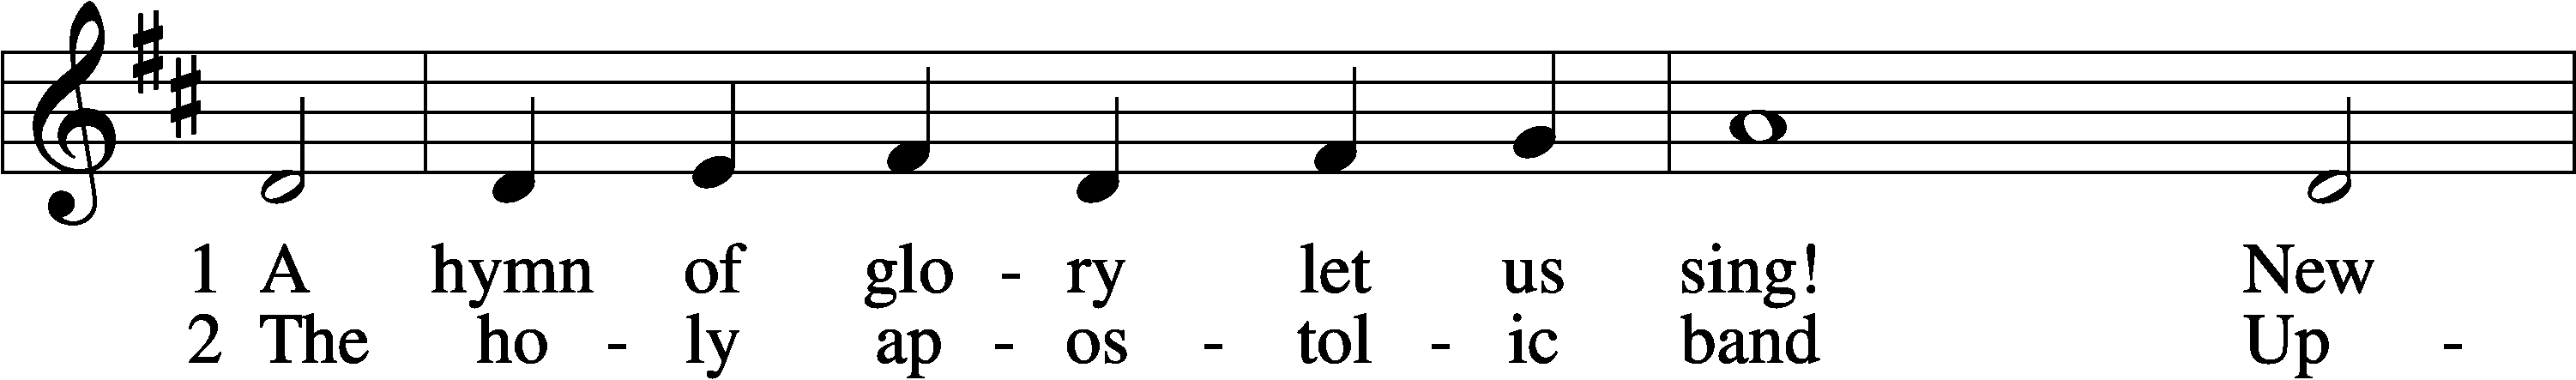 1 A hymn of glo - ry let us sing! New
2 The ho - ly ap - os - tol - ic band Up -